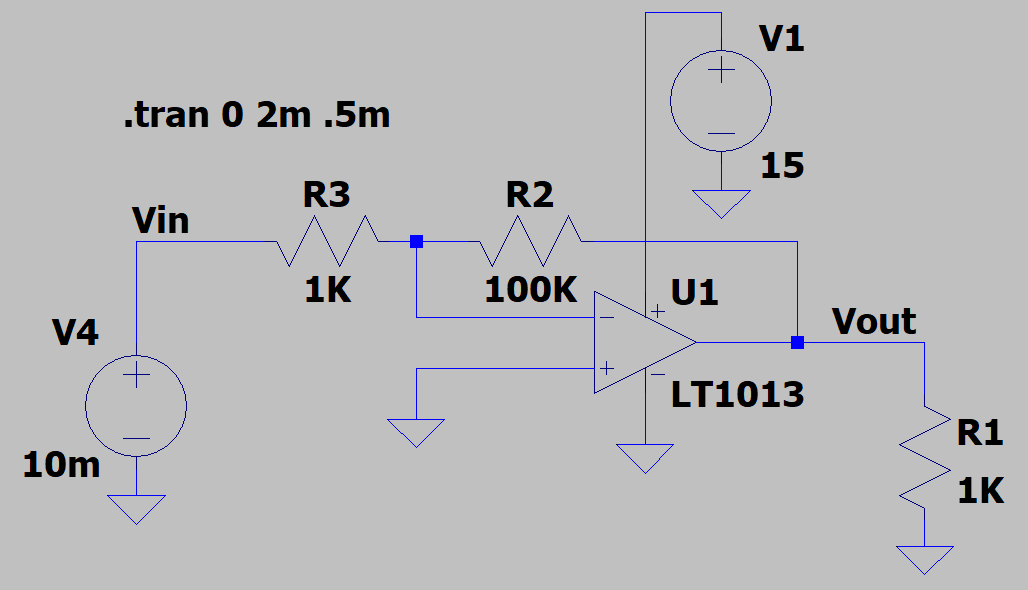 V1
.tran 0 2m .5m
15
R3
R2
Vin
1K
100K
U1
V4
Vout
LT1013
10m
R1
1K